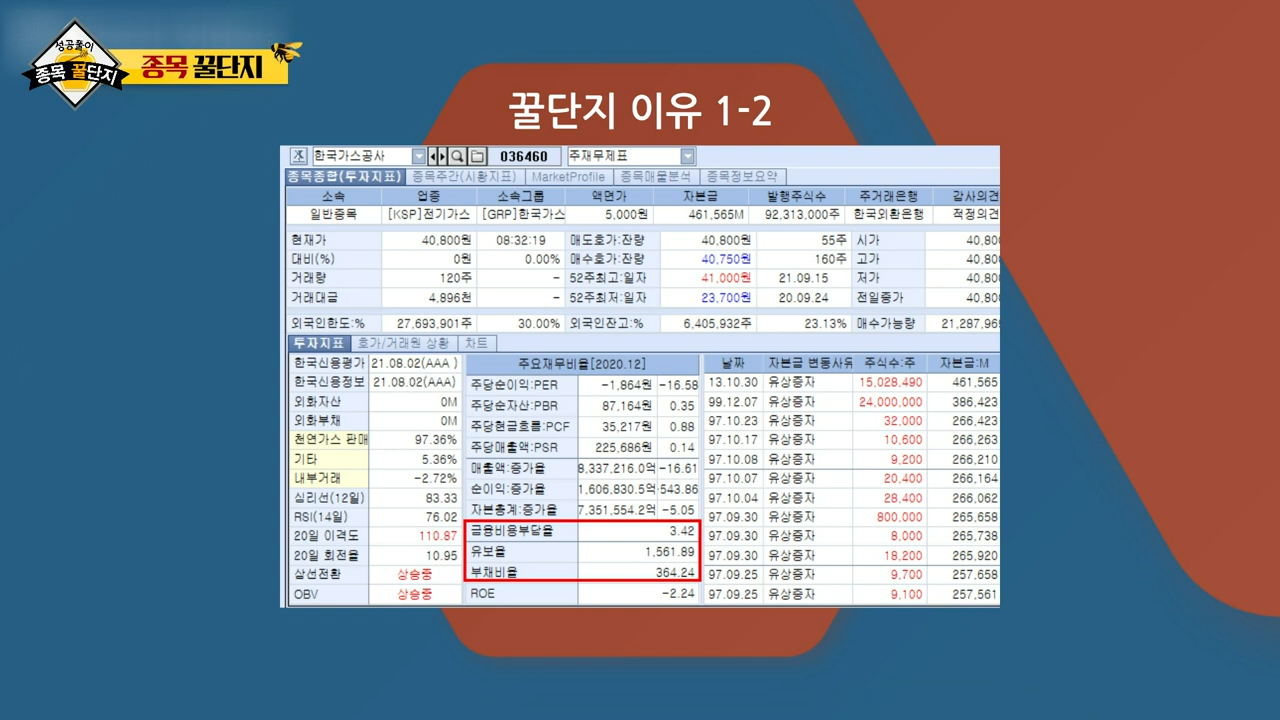 성공풀이
종목 꿀단지
종목 꿀단지
꿀단지 이유 1-2
한국가스공사 036460 주재무제표
종목종합(투자지표) 종목주간(시황지표) MarketProfile 종목매물분석 종목정보요약
소속 업종 소속그룹 액면가 자본금 발행주식수 주거래은행 감사의견
일반종목 [KSP]전기가스 [GRP]한국가스 5,000원 461,565M 92,313,000주 한국외환은행 적정의견
현재가 40,800원 08:32:19 매도호가:잔량 40,800원 55주 시가 40,80
대비(%) 0원 0.00% 매수호가:잔량 40,750원 160주 고가 40,80
거래량 120주 - 52주최고:일자 41,000원 21.09.15 저가 40,80
거래대금 4,896천 - 52주최저:일자 23,700원 20.09.24 전일종가 40,80
외국인한도:% 27,693,901주 30.00% 외국인잔고:% 6,405,932주 23.13% 매수가능량 21,287,969
투자지표 호가/거래원 상황 차트
한국신용평가 21.08.02(AAA )
한국신용정보 21.08.02(AAA)
외화자산 0M
외화부채 0M
천연가스 판매 97.36%
기타 5.36%
내부거래 -2.72%
심리선(12일) 83.33
RSI(14일) 76.02
20일 이격도 110.87
20일 회전율 10.95
삼선전환 상승중
OBV 상승중
주요재무비율[2020.12]
주당순이익:PER -1,864원 -16.58
주당순자산:PBR 87,164원 0.35
주당현금흐름:PCF 35,217원 0.88
주당매출액:PSR 225,686원 0.14
매출액:증가율 8,337,216.0억 -16.61
순이익:증가율 1,606,830.5억 -543.86
자본총계:증가율 7,351,554.2억 -5.05
금융비용부담율 3.42
유보율 1,561.89
부채비율 364.24
ROE -2.24
날짜 자본금 변동사유 주식수:주 자본금:M
13.10.30 유상증자 15,028,490 461,565
99.12.07 유상증자 24,000,000 386,423
97.10.23 유상증자 32,000 266,423
97.10.17 유상증자 10,600 266,263
97.10.08 유상증자 9,200 266,210
97.10.07 유상증자 20,400 266,164
97.10.04 유상증자 28,400 266,062
97.09.30 유상증자 800,000 265,658
97.09.30 유상증자 8,000 265,738
97.09.30 유상증자 18,200 265,920
97.09.25 유상증자 9,700 257,658
97.09.25 유상증자 9,100 257,561